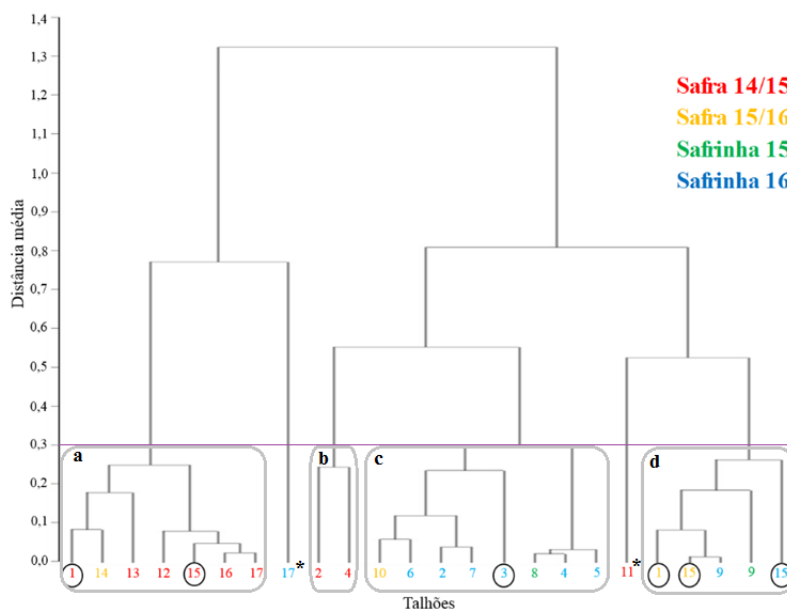 1,4
1,3
1,2
1,1
1,0
0,9
0,8
0,7
0,6
0,5
0,4
0,3
0,2
0,1
0,0
Distância média
Safra 14/15
Safra 15/16
Safrinha 15
Safrinha 16
a b c d
1 14 13 12 15 16 17 17 * 2 4 10 6 2 7 3 8 4 5 11 * 1 15 9 9 15
Talhões